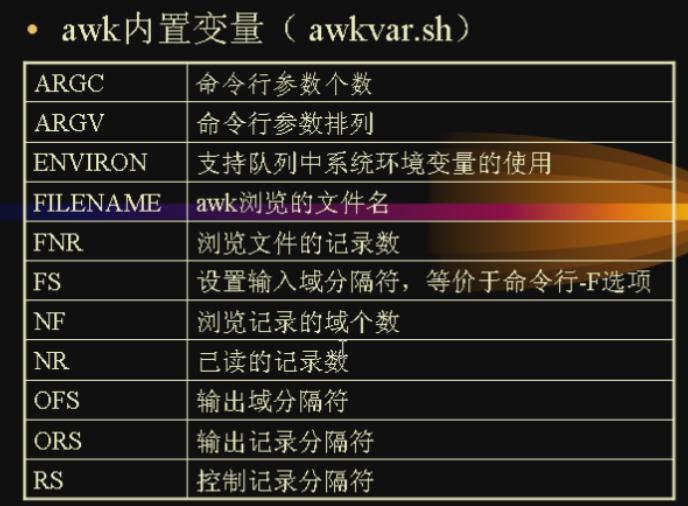 • awk内置变量（ awkvar.sh）
ARGC 命令行参数个数
ARGV 命令行参数排列
ENVIRON 支持队列中系统环境变量的使用
FILENAME awk浏览的文件名
FNR 浏览文件的记录数
FS 设置输入域分隔符，等价于命令行-F选项
NF 浏览记录的域个数
NR 已读的记录数
OFS 输出域分隔符
ORS 输出记录分隔符
RS 控制记录分隔符